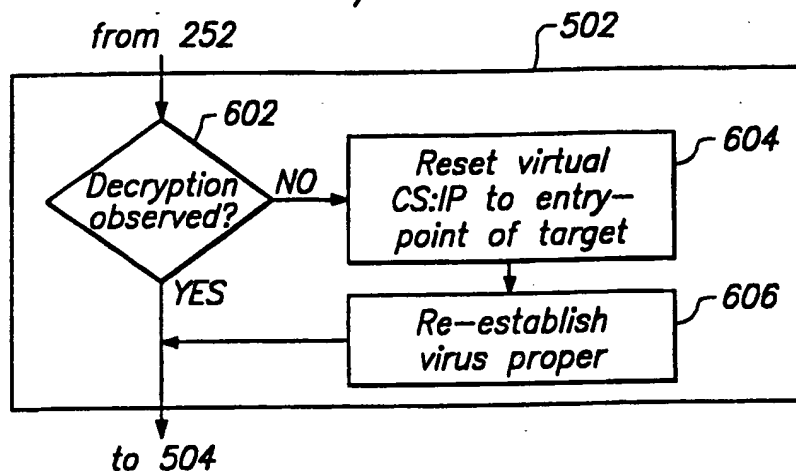 from 252
502
602
Decryption
observed?
NO
604
Reset virtual
CS:IP to entry-
point of target
YES
606
Re-establish
virus proper
to 504